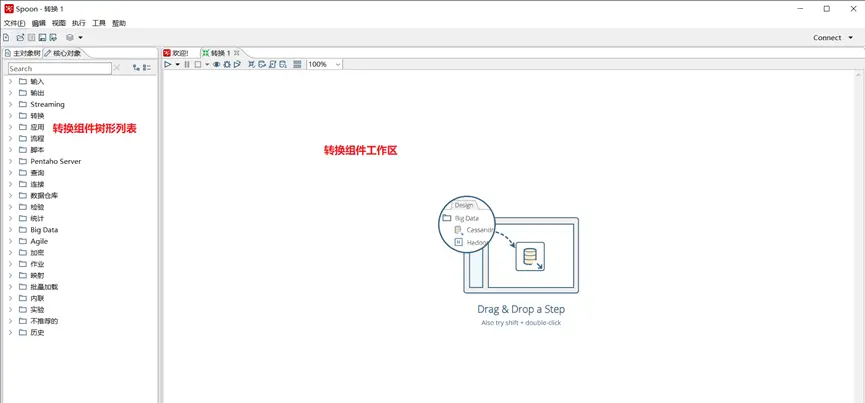 Spoon - 转换 1
文件(F) 编辑 视图 执行 工具 帮助
Connect
主对象树 核心对象
欢迎! 转换 1
Search
100%
输入
输出
Streaming
转换
应用
转换组件树形列表
流程
脚本
转换组件工作区
Pentaho Server
查询
连接
数据仓库
检验
统计
Big Data
Agile
加密
作业
映射
批量加载
内联
实验
不推荐的
历史
Design
Big Data
Cassan
Hadoo
Drag & Drop a Step
Also try shift + double-click